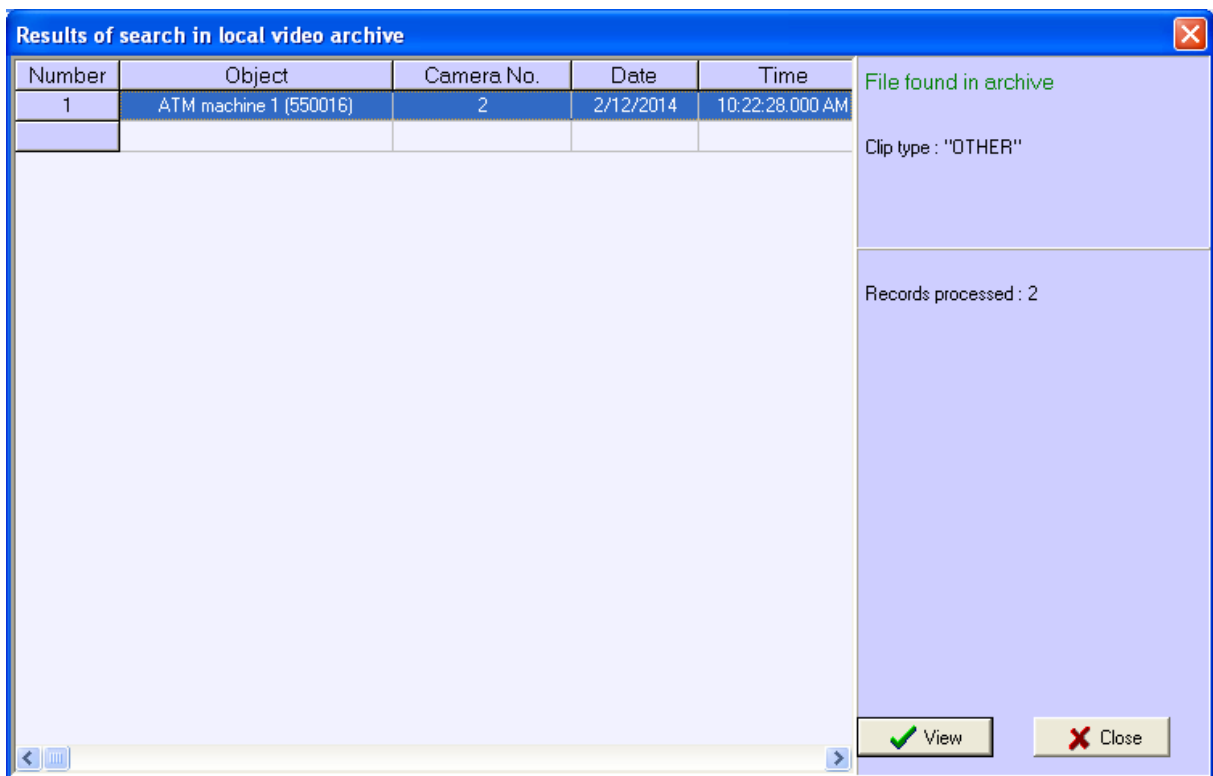 Results of search in local video archive
Number Object Camera No. Date Time
1 ATM machine 1 (550016) 2 2/12/2014 10:22:28.000 AM
File found in archive
Clip type : "OTHER"
Records processed : 2
View Close